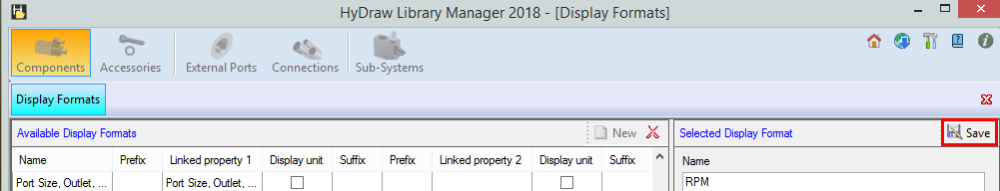 HyDraw Library Manager 2018 - [Display Formats]
Components Accessories External Ports Connections Sub-Systems
Display Formats
Available Display Formats New Selected Display Format Save
Name Prefix Linked property 1 Display unit Suffix Prefix Linked property 2 Display unit Suffix Name
Port Size, Outlet, ... Port Size, Outlet, ... RPM